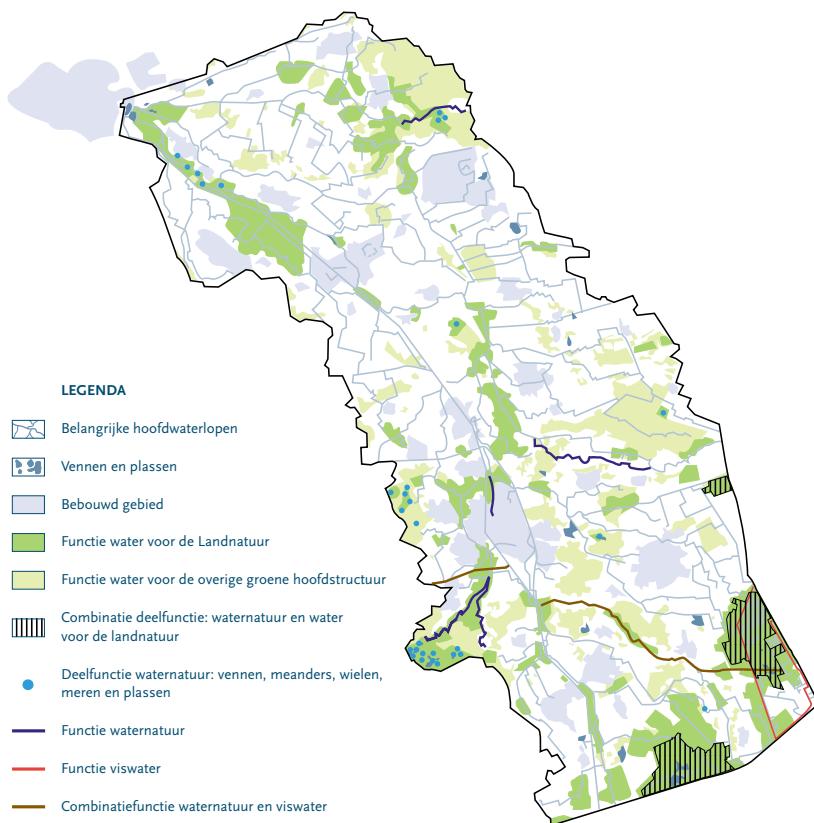 LEGENDA
Belangrijke hoofdwaterlopen
Vennen en plassen
Bebouwd gebied
Functie water voor de Landnatuur
Functie water voor de overige groene hoofdstructuur
Combinatie deelfunctie: waternatuur en water
voor de landnatuur
Deelfunctie waternatuur: vennen, meanders, wielen,
meren en plassen
Functie waternatuur
Functie viswater
Combinatiefunctie waternatuur en viswater